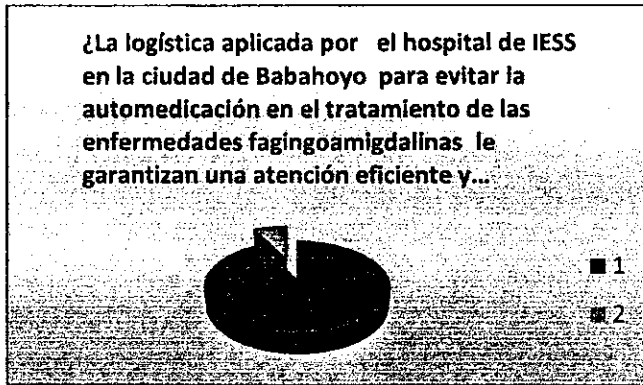 ¿La logística aplicada por el hospital de IESS
en la ciudad de Babahoyo para evitar la
automedicación en el tratamiento de las
enfermedades fagingoamigdalinas le
garantizan una atención eficiente y...
1
2